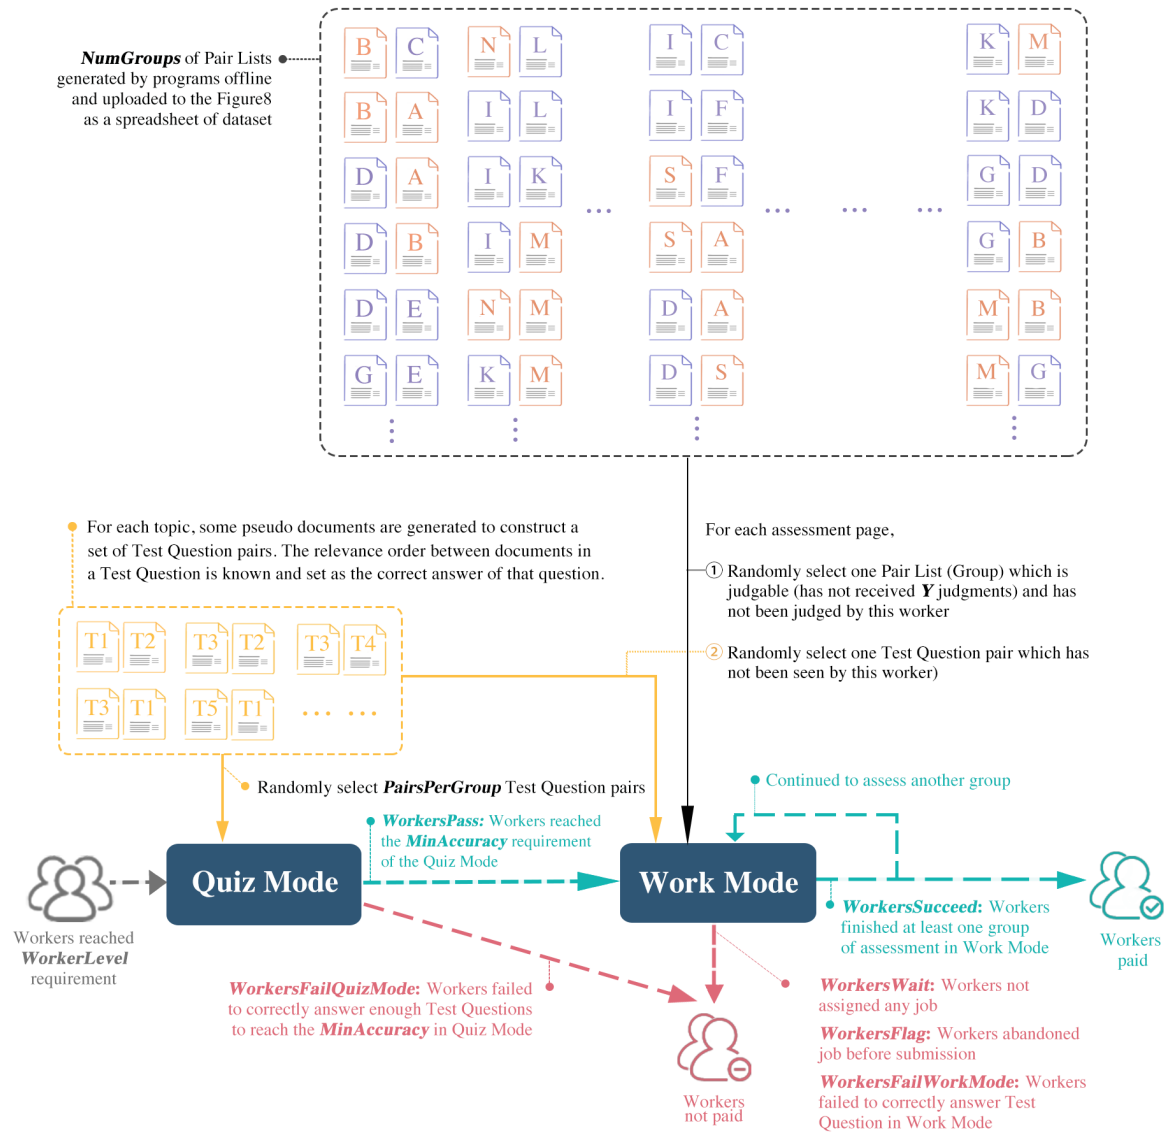 NumGroups of Pair Lists
generated by programs offline
and uploaded to the Figure8
as a spreadsheet of dataset
B C N L I C K M
B A I L I F K D
D A I K S F G D
... ... ... ...
D B I M S A G B
D E N M D A M B
G E K M D S M G
For each topic, some pseudo documents are generated to construct a
set of Test Question pairs. The relevance order between documents in
a Test Question is known and set as the correct answer of that question.
T1 T2 T3 T2 T3 T4
T3 T1 T5 T1 ... ...
For each assessment page,
① Randomly select one Pair List (Group) which is
judgable (has not received Y judgments) and has
not been judged by this worker
② Randomly select one Test Question pair which has
not been seen by this worker)
Randomly select PairsPerGroup Test Question pairs
Continued to assess another group
WorkersPass: Workers reached
the MinAccuracy requirement
of the Quiz Mode
Quiz Mode
Work Mode
Workers reached
WorkerLevel
requirement
WorkersSucceed: Workers
finished at least one group
of assessment in Work Mode
Workers
paid
WorkersFailQuizMode: Workers failed
to correctly answer enough Test Questions
to reach the MinAccuracy in Quiz Mode
WorkersWait: Workers not
assigned any job
WorkersFlag: Workers abandoned
job before submission
WorkersFailWorkMode: Workers
failed to correctly answer Test
Question in Work Mode
Workers
not paid